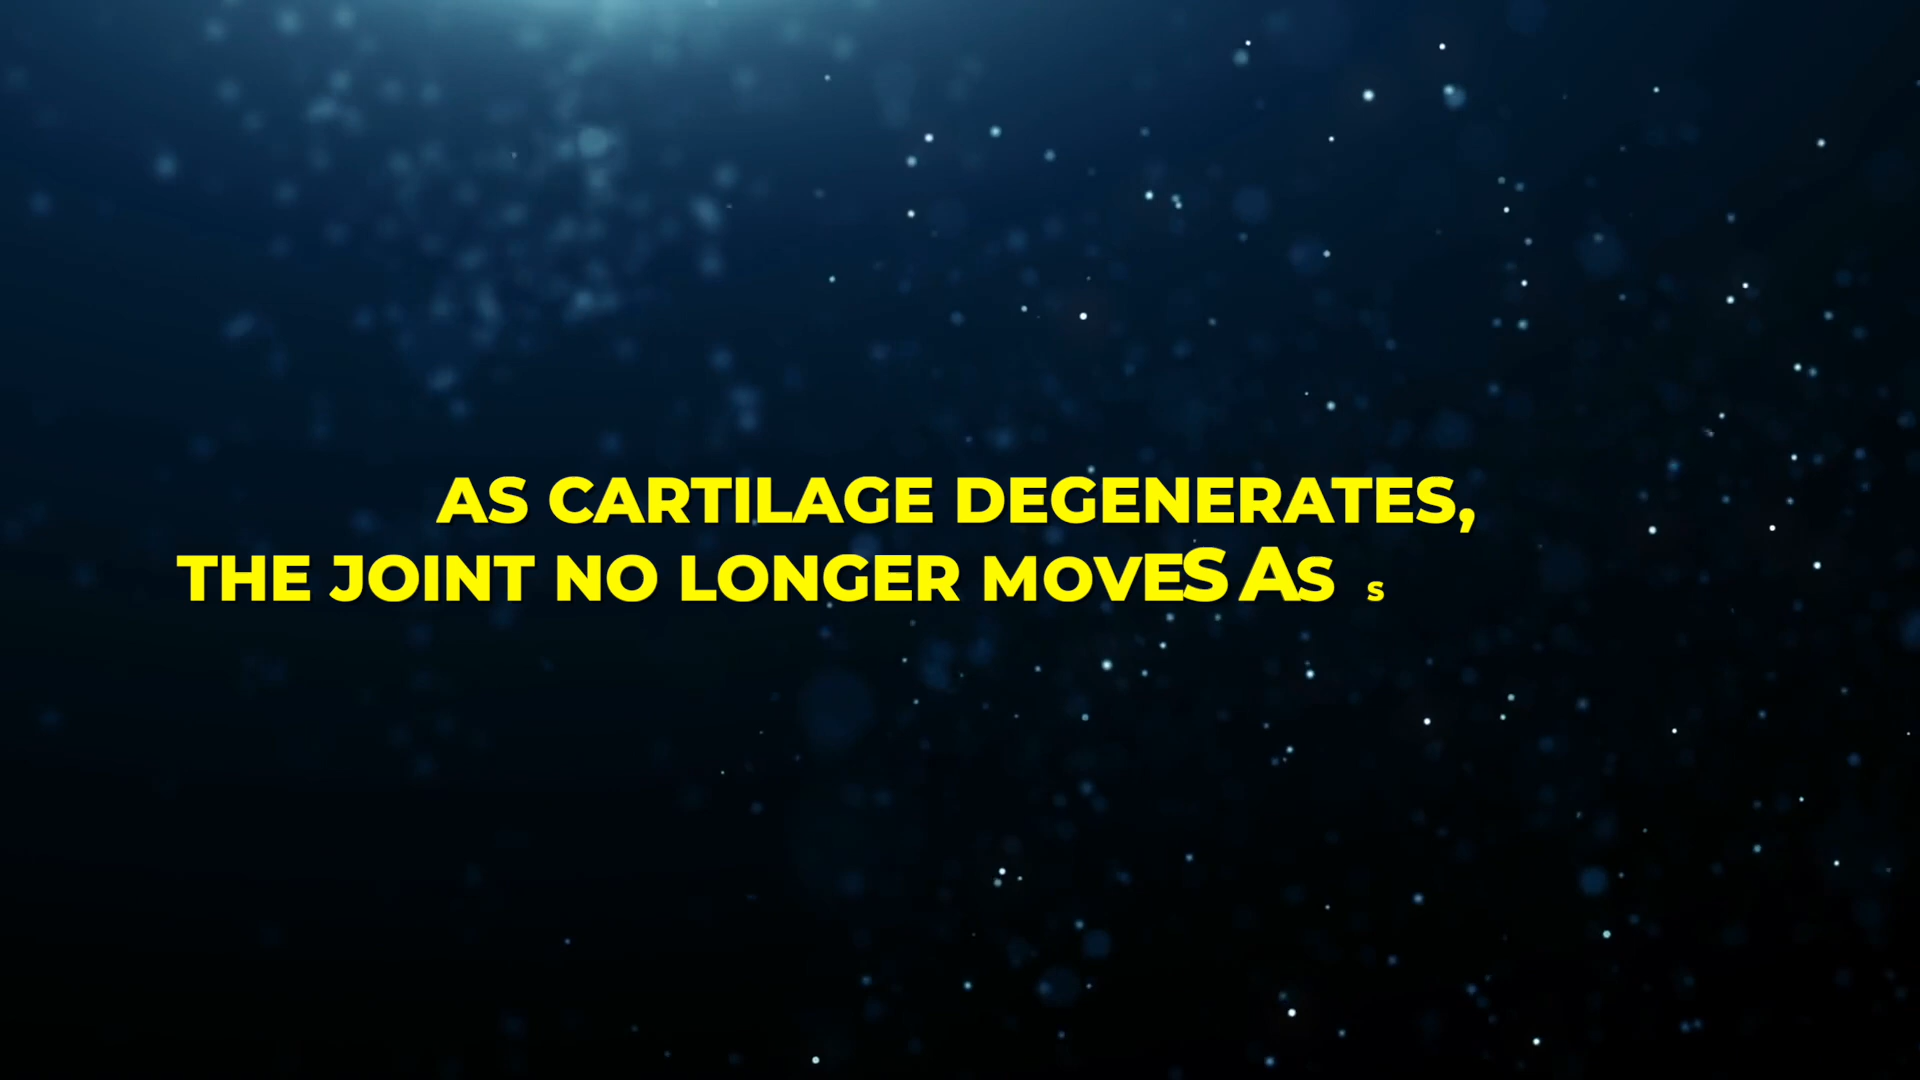 AS CARTILAGE DEGENERATES,
THE JOINT NO LONGER MOVES AS S